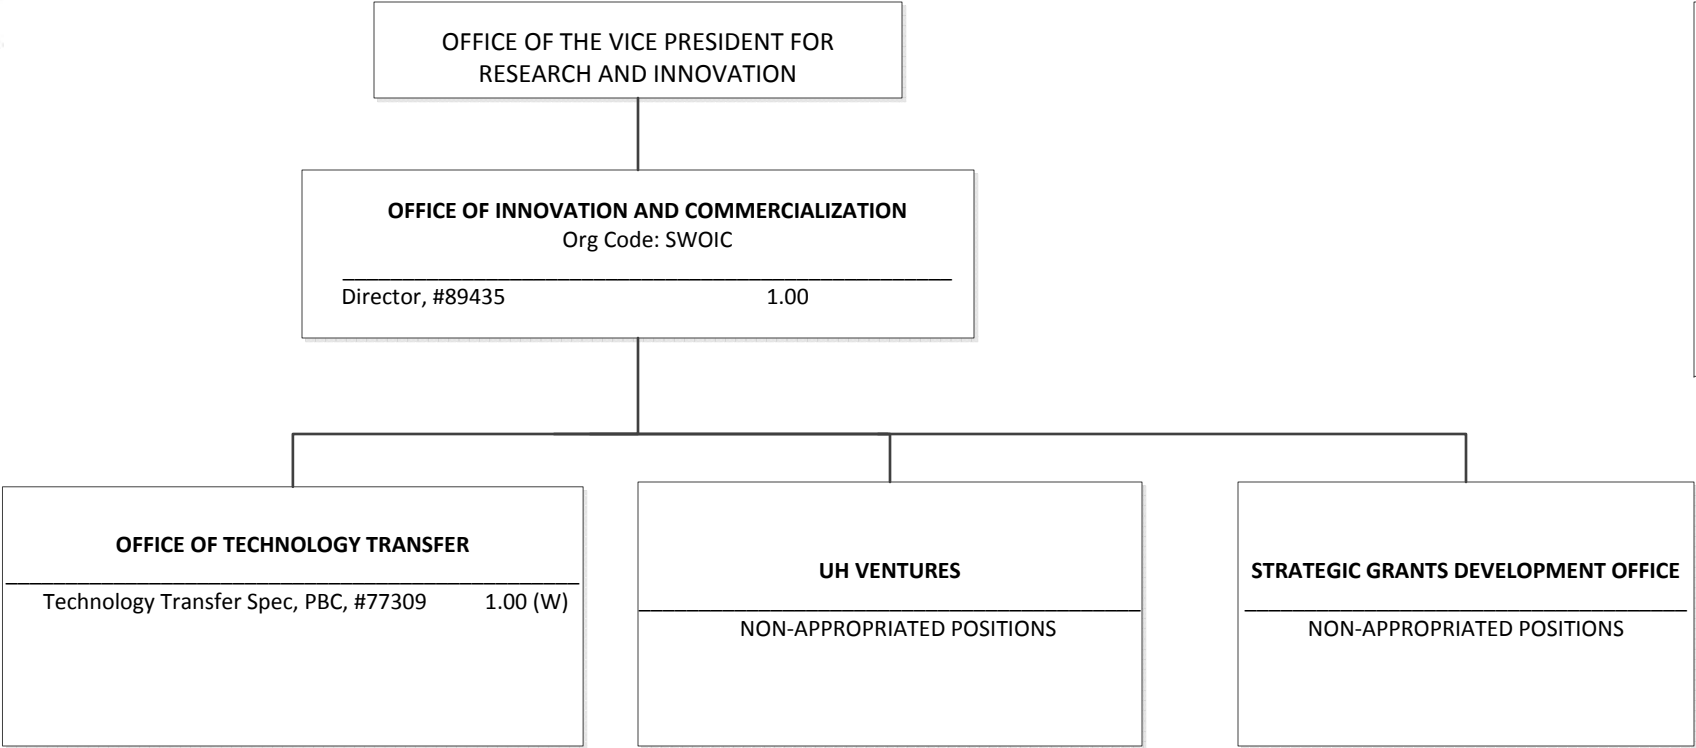 OFFICE OF THE VICE PRESIDENT FOR
RESEARCH AND INNOVATION
OFFICE OF INNOVATION AND COMMERCIALIZATION
Org Code: SWOIC
Director, #89435 1.00
OFFICE OF TECHNOLOGY TRANSFER
Technology Transfer Spec, PBC, #77309 1.00 (W)
UH VENTURES
NON-APPROPRIATED POSITIONS
STRATEGIC GRANTS DEVELOPMENT OFFICE
NON-APPROPRIATED POSITIONS